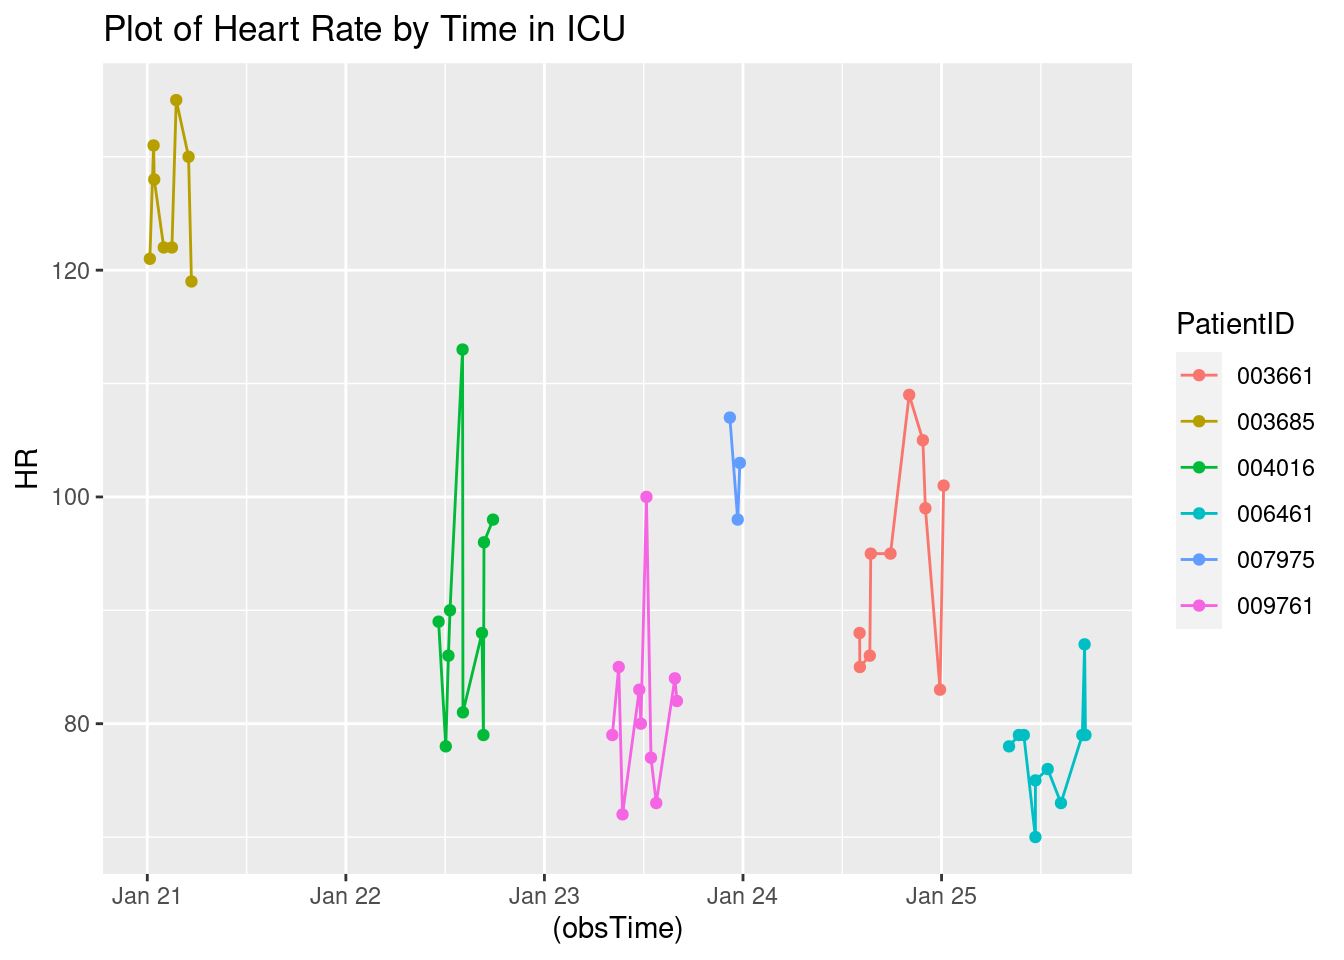 Plot of Heart Rate by Time in ICU
HR
120
100
80
Jan 21
Jan 22
Jan 23
Jan 24
Jan 25
(obsTime)
PatientID
003661
003685
004016
006461
007975
009761